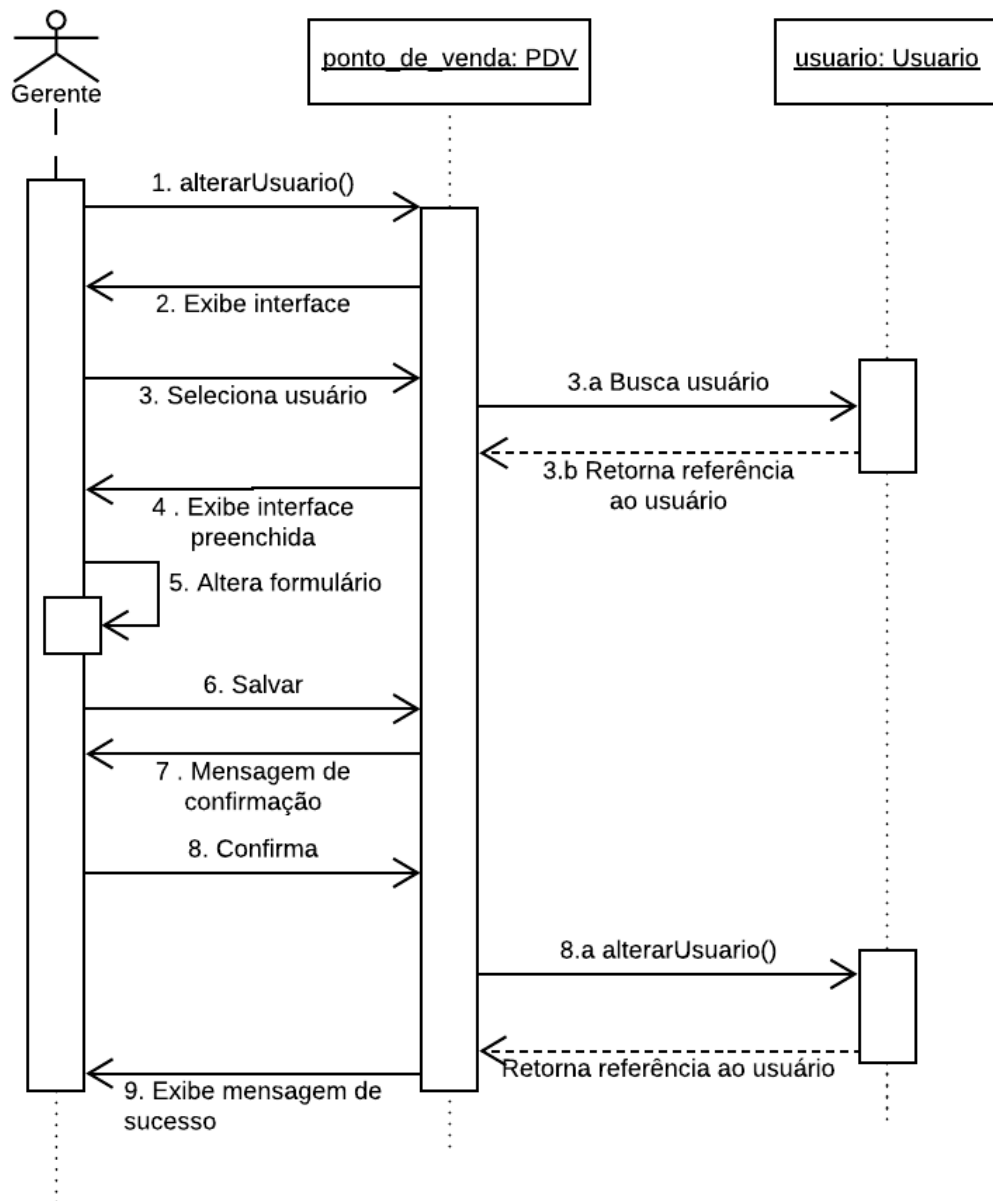 Gerente
ponto_de_venda: PDV
usuario: Usuario
1. alterarUsuario()
2. Exibe interface
3. Seleciona usuário
3.a Busca usuário
3.b Retorna referência
ao usuário
4 . Exibe interface
preenchida
5. Altera formulário
6. Salvar
7 . Mensagem de
confirmação
8. Confirma
8.a alterarUsuario()
Retorna referência ao usuário
9. Exibe mensagem de
sucesso